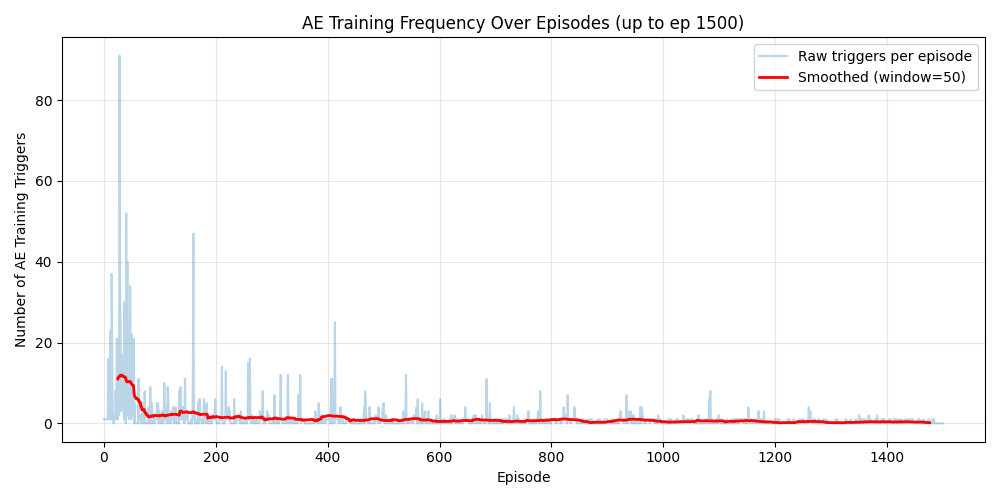 AE Training Frequency Over Episodes (up to ep 1500)
Raw triggers per episode
Smoothed (window=50)
Number of AE Training Triggers
80
60
40
20
0
0 200 400 600 800 1000 1200 1400
Episode